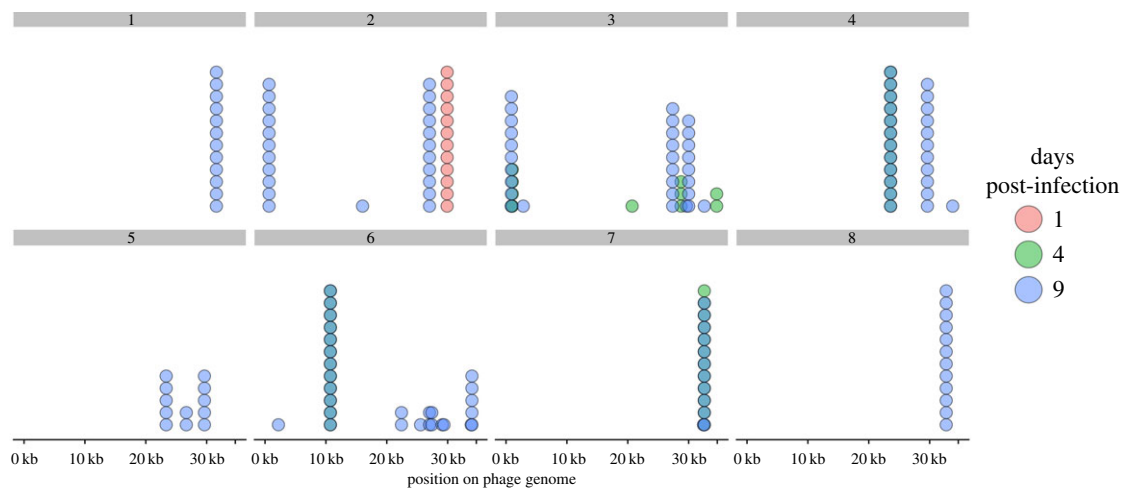 1 2 3 4
days
post-infection
1
4
9
5 6 7 8
0 kb 10 kb 20 kb 30 kb 0 kb 10 kb 20 kb 30 kb 0 kb 10 kb 20 kb 30 kb 0 kb 10 kb 20 kb 30 kb
position on phage genome